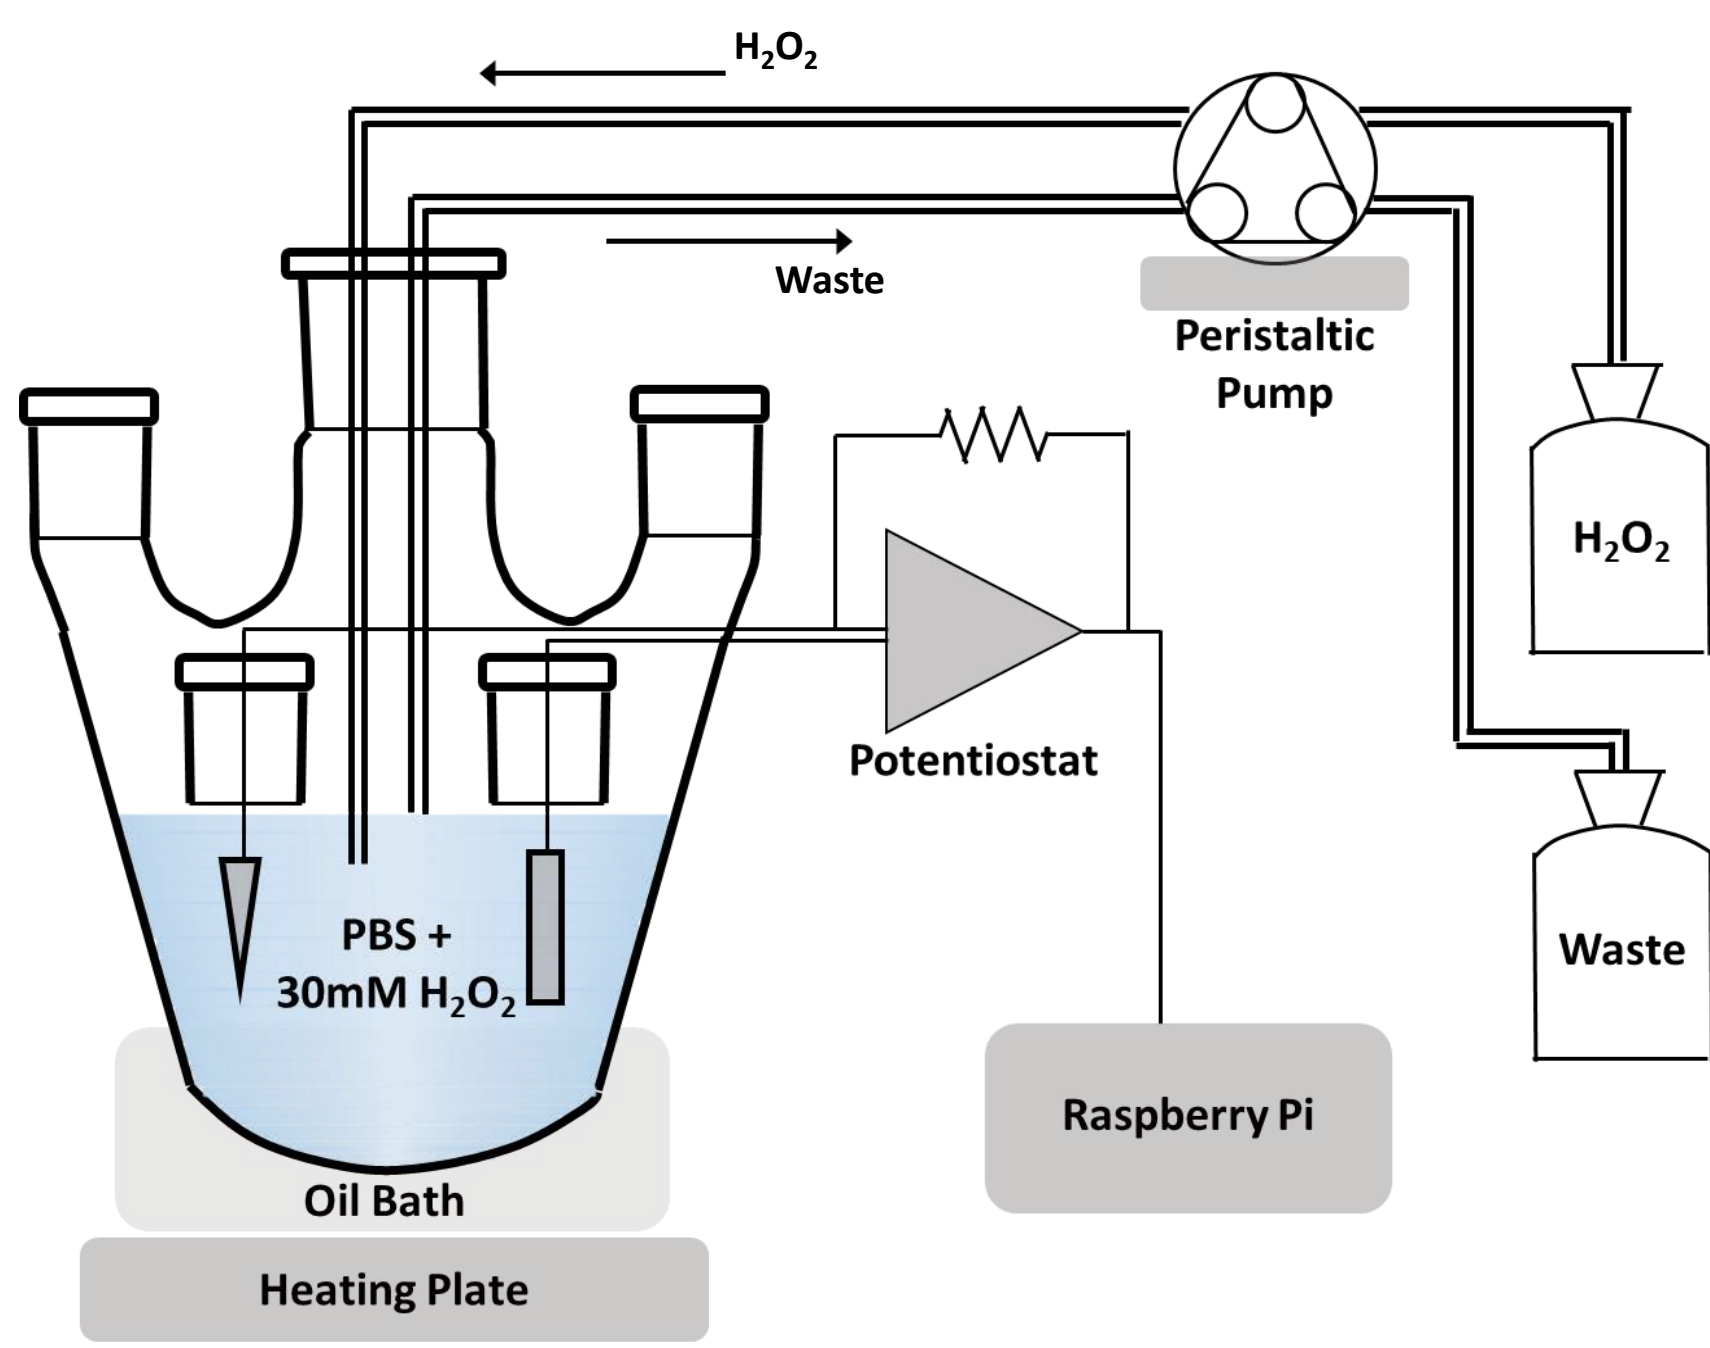 H₂O₂
Waste
Peristaltic
Pump
H₂O₂
Potentiostat
PBS +
30mM H₂O₂
Waste
Raspberry Pi
Oil Bath
Heating Plate